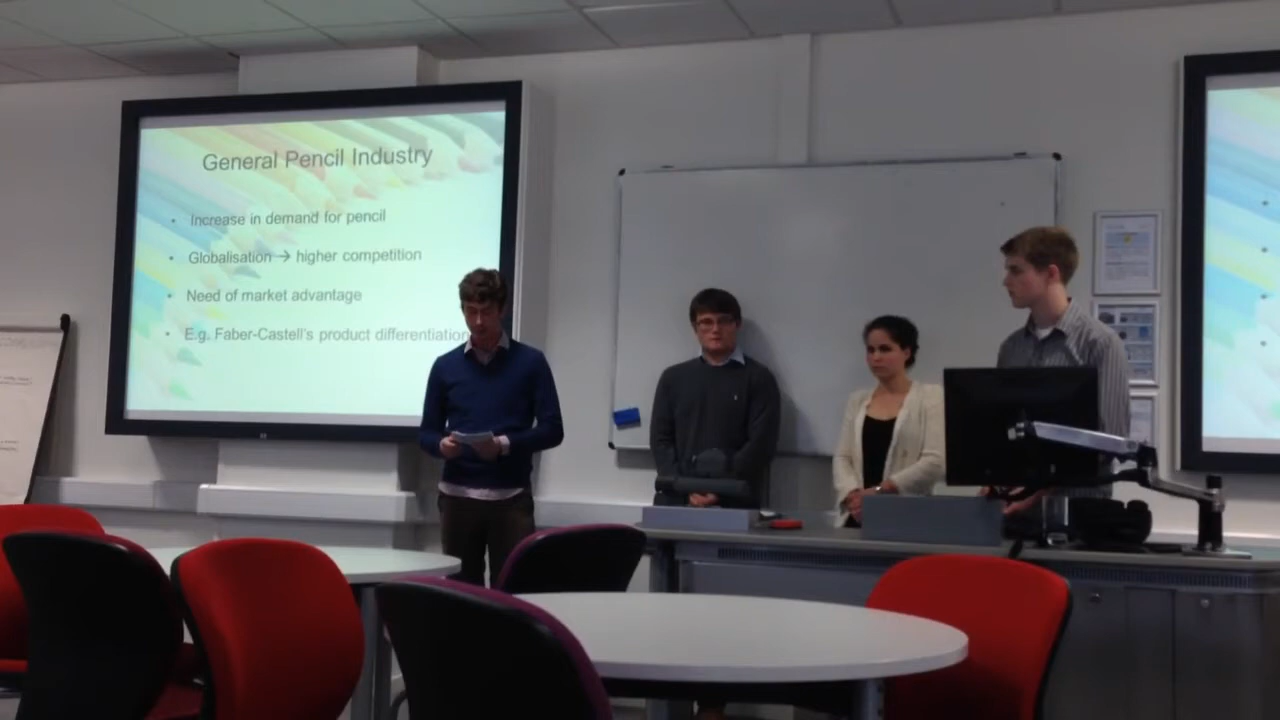 General Pencil Industry
• Increase in demand for pencil
• Globalisation → higher competition
• Need of market advantage
• E.g. Faber-Castell's product differentiation